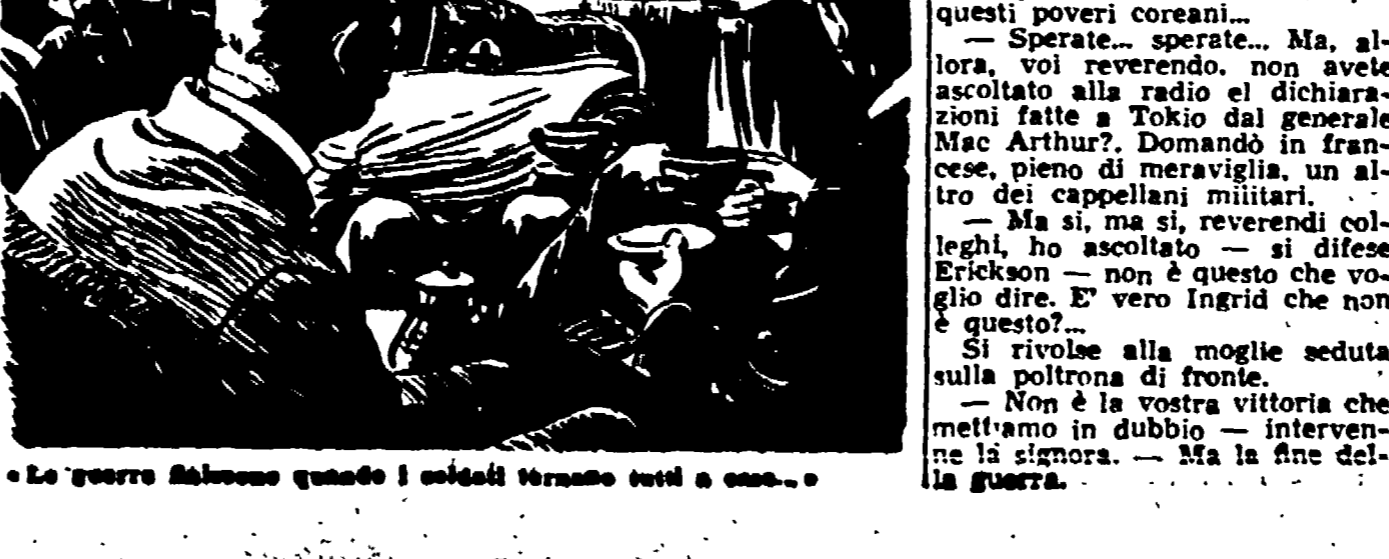 questi poveri coreani...
— Sperate... sperate... Ma, al-
lora, voi reverendo. non avete
ascoltato alla radio el dichiara-
zioni fatte a Tokio dal generale
Mac Arthur?. Domandò in fran-
cese, pieno di meraviglia, un al-
tro dei cappellani militari.
— Ma si, ma si, reverendi col-
leghi, ho ascoltato — si difese
Erickson — non è questo che vo-
glio dire. E' vero Ingrid che non
è questo?...
Si rivolse alla moglie seduta
sulla poltrona di fronte.
— Non è la vostra vittoria che
mettiamo in dubbio — interven-
ne la signora. — Ma la fine del-
la guerra.
« Le guerre finiscono quando i soldati tornano tutti a casa... »